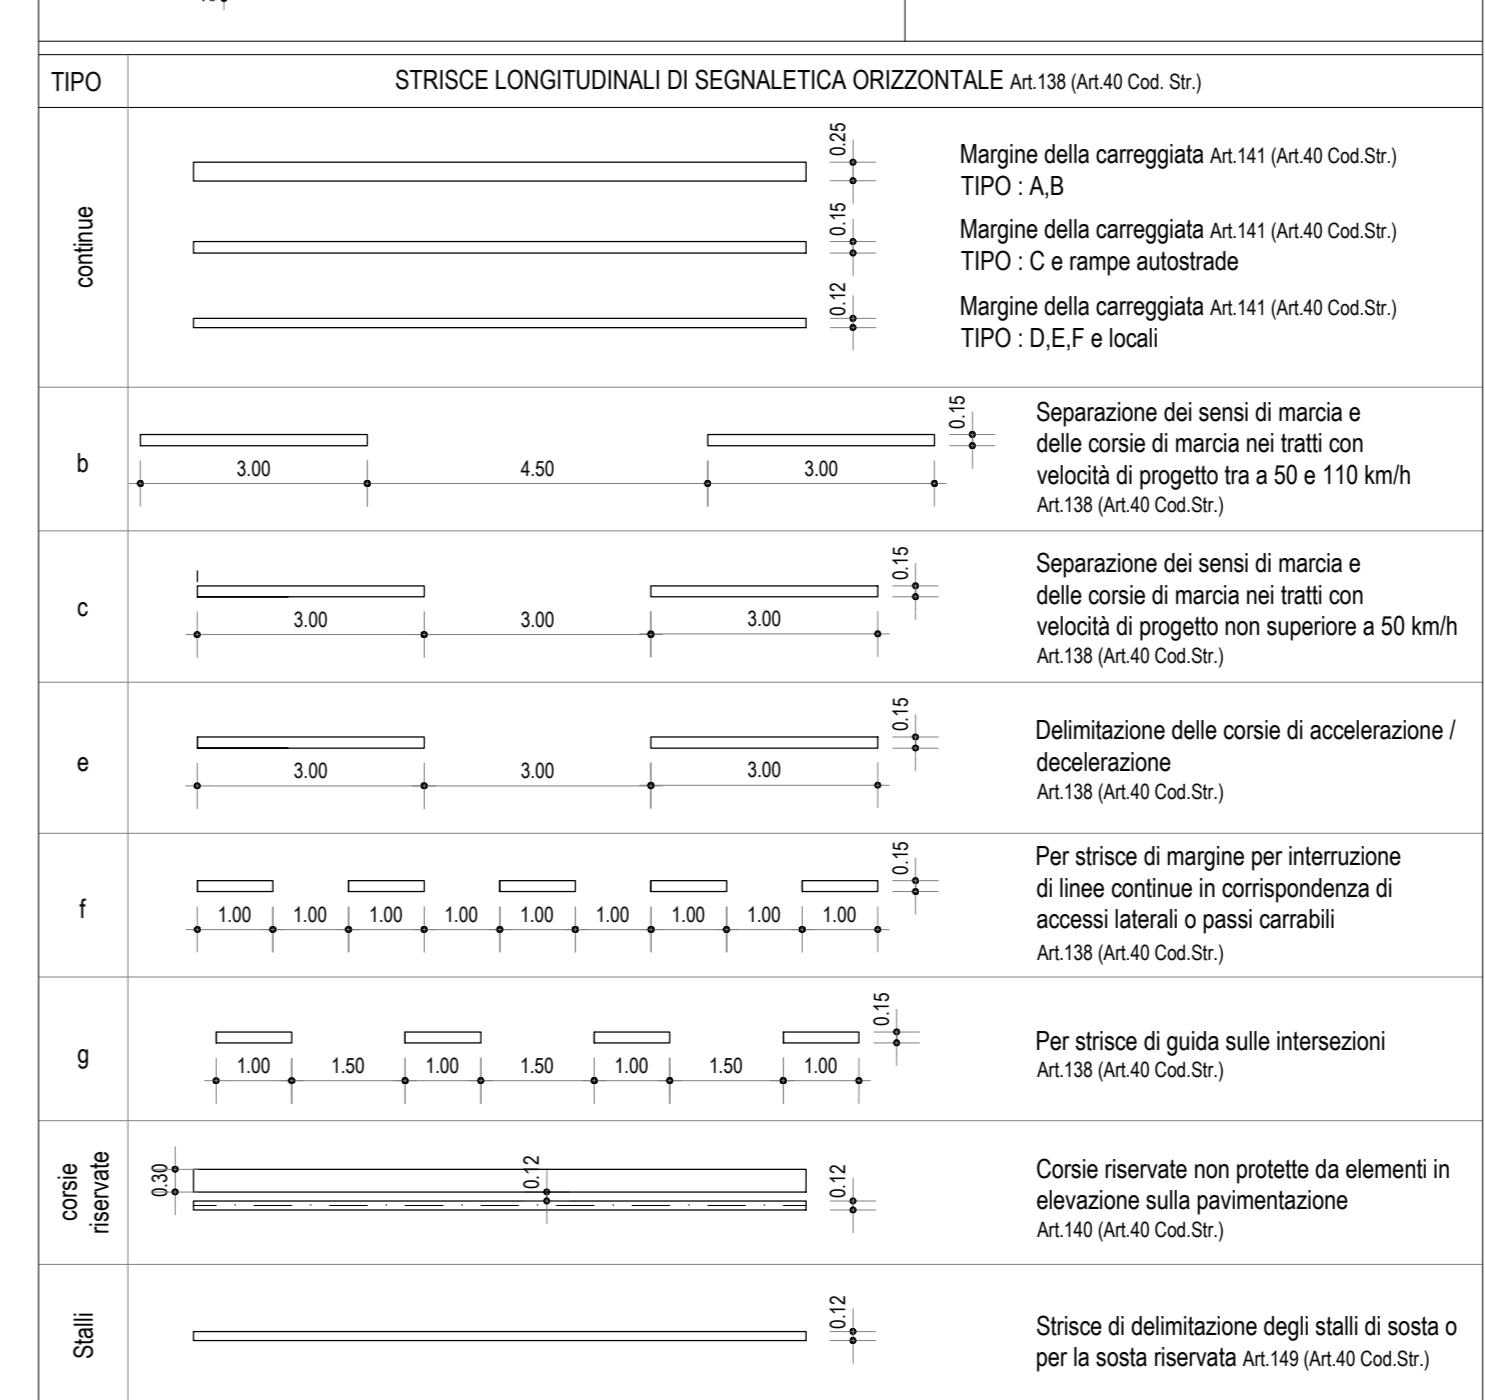 TIPO
STRISCE LONGITUDINALI DI SEGNALETICA ORIZZONTALE Art.138 (Art.40 Cod. Str.)
continue
0.25
Margine della carreggiata Art.141 (Art.40 Cod.Str.)
TIPO : A,B
0.15
Margine della carreggiata Art.141 (Art.40 Cod.Str.)
TIPO : C e rampe autostrade
0.12
Margine della carreggiata Art.141 (Art.40 Cod.Str.)
TIPO : D,E,F e locali
b
3.00 4.50 3.00
0.15
Separazione dei sensi di marcia e
delle corsie di marcia nei tratti con
velocità di progetto tra a 50 e 110 km/h
Art.138 (Art.40 Cod.Str.)
c
3.00 3.00 3.00
0.15
Separazione dei sensi di marcia e
delle corsie di marcia nei tratti con
velocità di progetto non superiore a 50 km/h
Art.138 (Art.40 Cod.Str.)
e
3.00 3.00 3.00
0.15
Delimitazione delle corsie di accelerazione /
decelerazione
Art.138 (Art.40 Cod.Str.)
f
1.00 1.00 1.00 1.00 1.00 1.00 1.00 1.00 1.00
0.15
Per strisce di margine per interruzione
di linee continue in corrispondenza di
accessi laterali o passi carrabili
Art.138 (Art.40 Cod.Str.)
g
1.00 1.50 1.00 1.50 1.00 1.50 1.00
0.15
Per strisce di guida sulle intersezioni
Art.138 (Art.40 Cod.Str.)
corsie
riservate
0.30
0.12
0.12
Corsie riservate non protette da elementi in
elevazione sulla pavimentazione
Art.140 (Art.40 Cod.Str.)
Stalli
0.12
Strisce di delimitazione degli stalli di sosta o
per la sosta riservata Art.149 (Art.40 Cod.Str.)